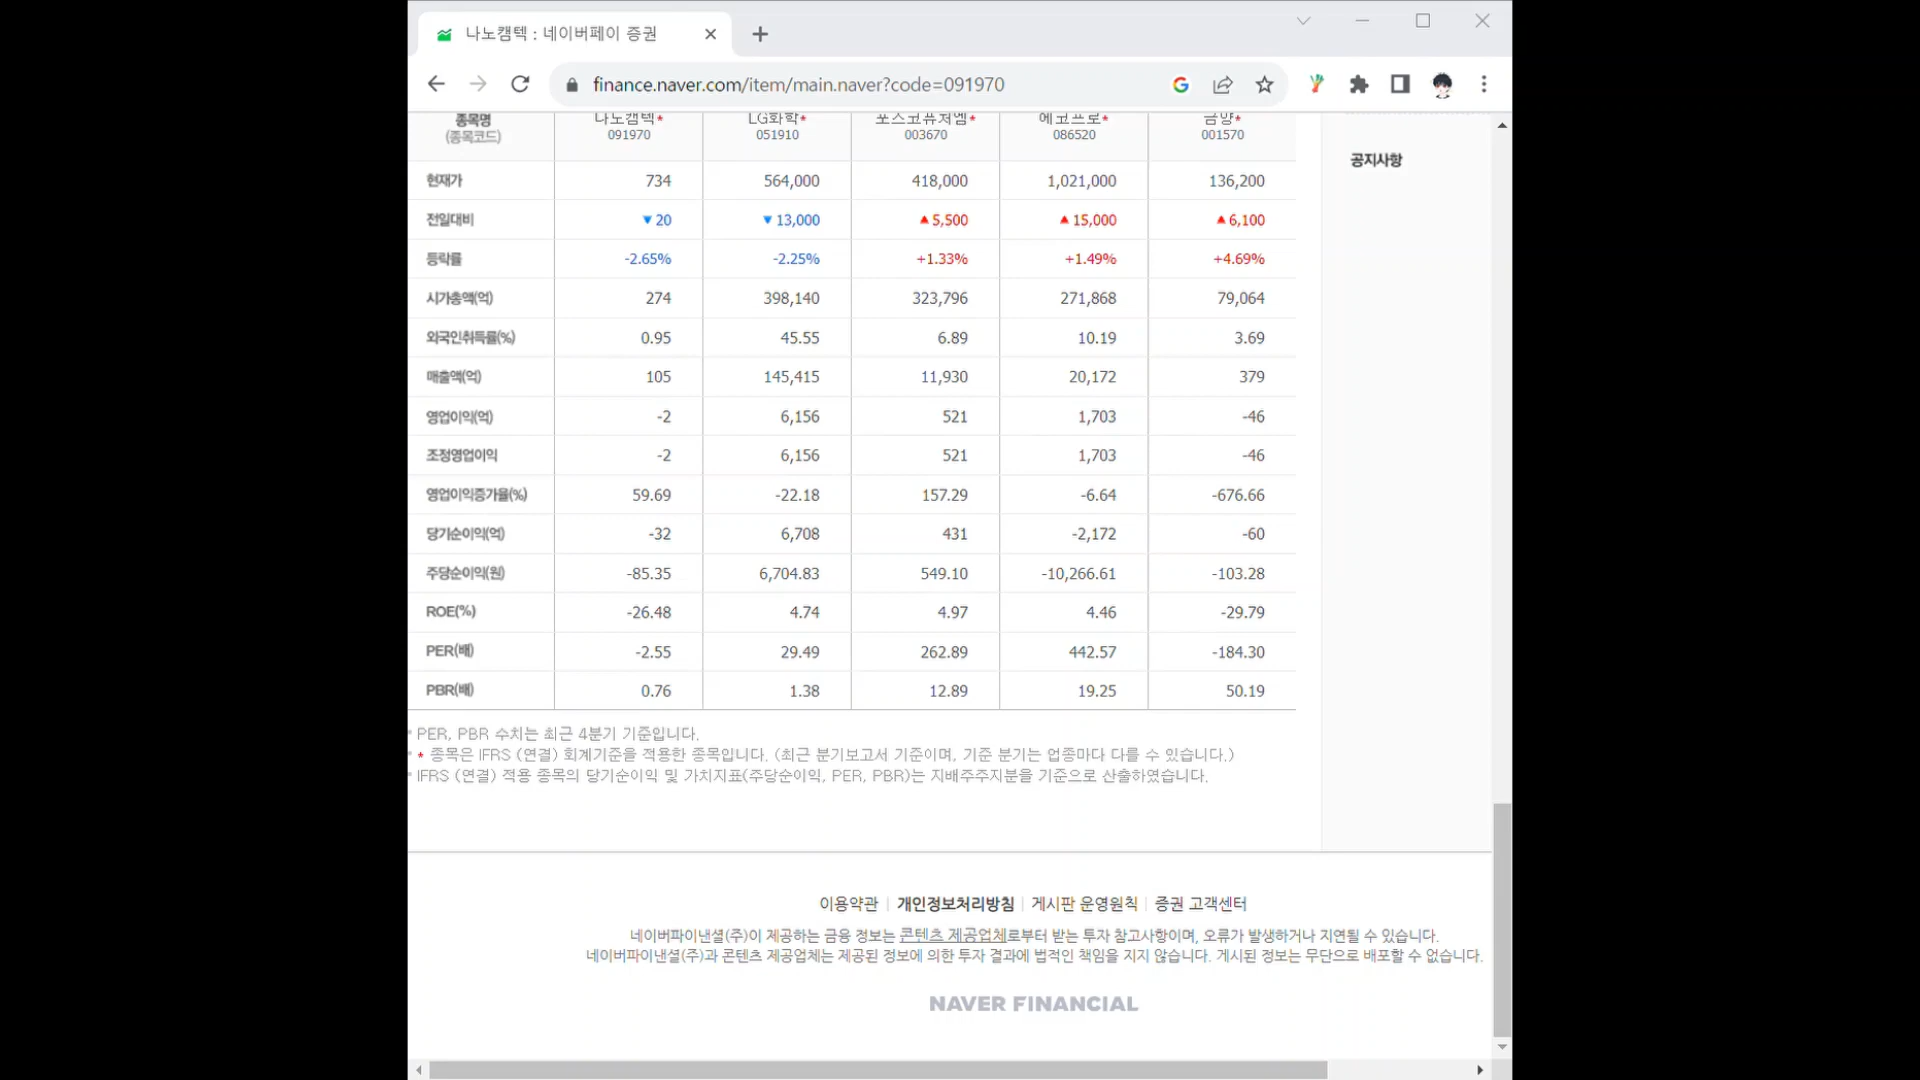 나노캠텍 : 네이버페이 증권
finance.naver.com/item/main.naver?code=091970
종목명 나노캠텍* LG화학* 포스코퓨처엠* 에코프로* 금양*
(종목코드) 091970 051910 003670 086520 001570
현재가 734 564,000 418,000 1,021,000 136,200
전일대비 ▼20 ▼13,000 ▲5,500 ▲15,000 ▲6,100
등락률 -2.65% -2.25% +1.33% +1.49% +4.69%
시가총액(억) 274 398,140 323,796 271,868 79,064
외국인취득률(%) 0.95 45.55 6.89 10.19 3.69
매출액(억) 105 145,415 11,930 20,172 379
영업이익(억) -2 6,156 521 1,703 -46
조정영업이익 -2 6,156 521 1,703 -46
영업이익증가율(%) 59.69 -22.18 157.29 -6.64 -676.66
당기순이익(억) -32 6,708 431 -2,172 -60
주당순이익(원) -85.35 6,704.83 549.10 -10,266.61 -103.28
ROE(%) -26.48 4.74 4.97 4.46 -29.79
PER(배) -2.55 29.49 262.89 442.57 -184.30
PBR(배) 0.76 1.38 12.89 19.25 50.19
* PER, PBR 수치는 최근 4분기 기준입니다.
* * 종목은 IFRS (연결) 회계기준을 적용한 종목입니다. (최근 분기보고서 기준이며, 기준 분기는 업종마다 다를 수 있습니다.)
* IFRS (연결) 적용 종목의 당기순이익 및 가치지표(주당순이익, PER, PBR)는 지배주주지분을 기준으로 산출하였습니다.
공지사항
이용약관 | 개인정보처리방침 | 게시판 운영원칙 | 증권 고객센터
네이버파이낸셜(주)이 제공하는 금융 정보는 콘텐츠 제공업체로부터 받는 투자 참고사항이며, 오류가 발생하거나 지연될 수 있습니다.
네이버파이낸셜(주)과 콘텐츠 제공업체는 제공된 정보에 의한 투자 결과에 법적인 책임을 지지 않습니다. 게시된 정보는 무단으로 배포할 수 없습니다.
NAVER FINANCIAL